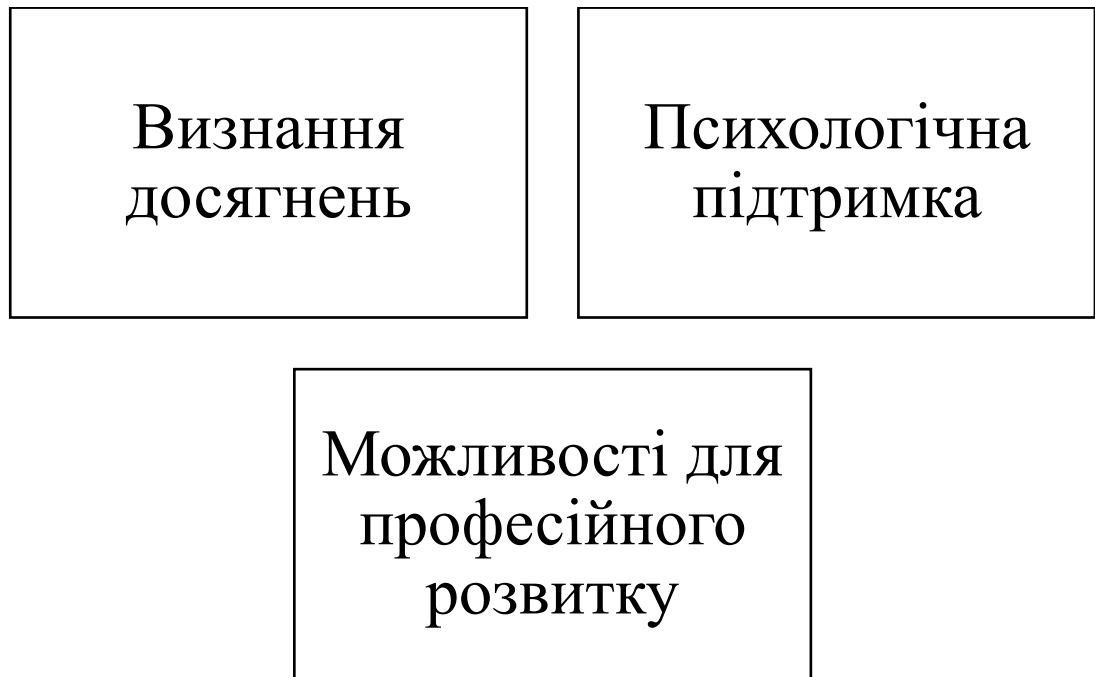 Визнання
досягнень
Психологічна
підтримка
Можливості для
професійного
розвитку